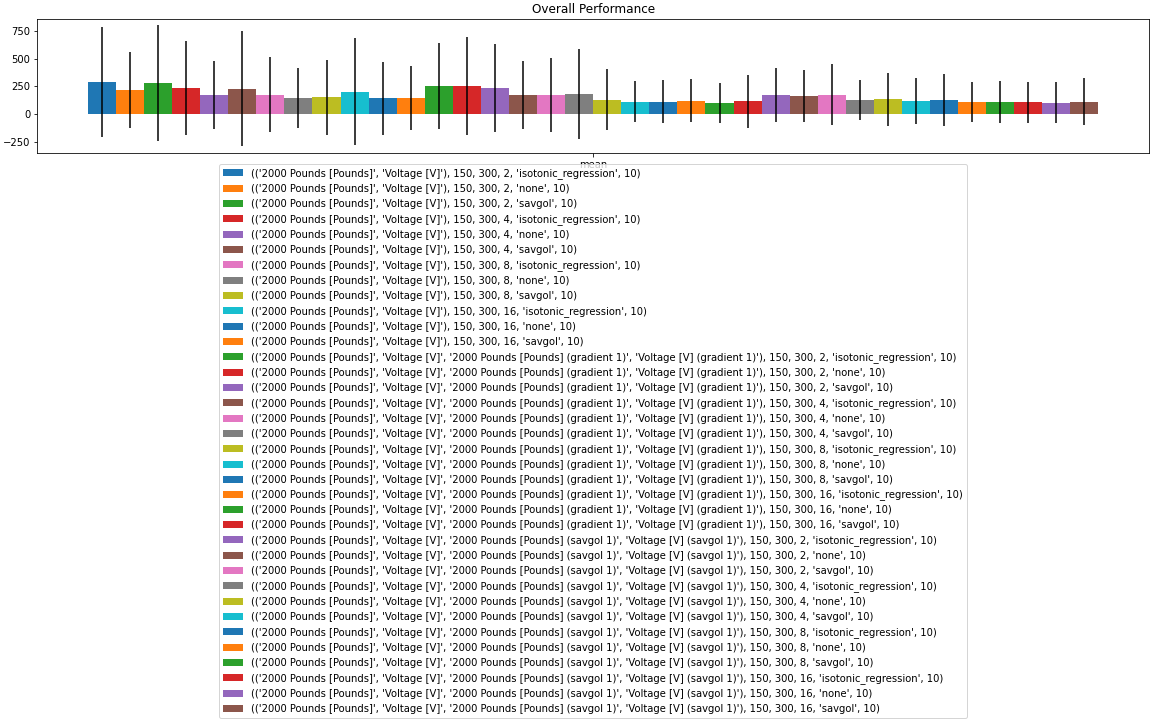 Overall Performance
750
500
250
0
−250
mean
(('2000 Pounds [Pounds]', 'Voltage [V]'), 150, 300, 2, 'isotonic_regression', 10)
(('2000 Pounds [Pounds]', 'Voltage [V]'), 150, 300, 2, 'none', 10)
(('2000 Pounds [Pounds]', 'Voltage [V]'), 150, 300, 2, 'savgol', 10)
(('2000 Pounds [Pounds]', 'Voltage [V]'), 150, 300, 4, 'isotonic_regression', 10)
(('2000 Pounds [Pounds]', 'Voltage [V]'), 150, 300, 4, 'none', 10)
(('2000 Pounds [Pounds]', 'Voltage [V]'), 150, 300, 4, 'savgol', 10)
(('2000 Pounds [Pounds]', 'Voltage [V]'), 150, 300, 8, 'isotonic_regression', 10)
(('2000 Pounds [Pounds]', 'Voltage [V]'), 150, 300, 8, 'none', 10)
(('2000 Pounds [Pounds]', 'Voltage [V]'), 150, 300, 8, 'savgol', 10)
(('2000 Pounds [Pounds]', 'Voltage [V]'), 150, 300, 16, 'isotonic_regression', 10)
(('2000 Pounds [Pounds]', 'Voltage [V]'), 150, 300, 16, 'none', 10)
(('2000 Pounds [Pounds]', 'Voltage [V]'), 150, 300, 16, 'savgol', 10)
(('2000 Pounds [Pounds]', 'Voltage [V]', '2000 Pounds [Pounds] (gradient 1)', 'Voltage [V] (gradient 1)'), 150, 300, 2, 'isotonic_regression', 10)
(('2000 Pounds [Pounds]', 'Voltage [V]', '2000 Pounds [Pounds] (gradient 1)', 'Voltage [V] (gradient 1)'), 150, 300, 2, 'none', 10)
(('2000 Pounds [Pounds]', 'Voltage [V]', '2000 Pounds [Pounds] (gradient 1)', 'Voltage [V] (gradient 1)'), 150, 300, 2, 'savgol', 10)
(('2000 Pounds [Pounds]', 'Voltage [V]', '2000 Pounds [Pounds] (gradient 1)', 'Voltage [V] (gradient 1)'), 150, 300, 4, 'isotonic_regression', 10)
(('2000 Pounds [Pounds]', 'Voltage [V]', '2000 Pounds [Pounds] (gradient 1)', 'Voltage [V] (gradient 1)'), 150, 300, 4, 'none', 10)
(('2000 Pounds [Pounds]', 'Voltage [V]', '2000 Pounds [Pounds] (gradient 1)', 'Voltage [V] (gradient 1)'), 150, 300, 4, 'savgol', 10)
(('2000 Pounds [Pounds]', 'Voltage [V]', '2000 Pounds [Pounds] (gradient 1)', 'Voltage [V] (gradient 1)'), 150, 300, 8, 'isotonic_regression', 10)
(('2000 Pounds [Pounds]', 'Voltage [V]', '2000 Pounds [Pounds] (gradient 1)', 'Voltage [V] (gradient 1)'), 150, 300, 8, 'none', 10)
(('2000 Pounds [Pounds]', 'Voltage [V]', '2000 Pounds [Pounds] (gradient 1)', 'Voltage [V] (gradient 1)'), 150, 300, 8, 'savgol', 10)
(('2000 Pounds [Pounds]', 'Voltage [V]', '2000 Pounds [Pounds] (gradient 1)', 'Voltage [V] (gradient 1)'), 150, 300, 16, 'isotonic_regression', 10)
(('2000 Pounds [Pounds]', 'Voltage [V]', '2000 Pounds [Pounds] (gradient 1)', 'Voltage [V] (gradient 1)'), 150, 300, 16, 'none', 10)
(('2000 Pounds [Pounds]', 'Voltage [V]', '2000 Pounds [Pounds] (gradient 1)', 'Voltage [V] (gradient 1)'), 150, 300, 16, 'savgol', 10)
(('2000 Pounds [Pounds]', 'Voltage [V]', '2000 Pounds [Pounds] (savgol 1)', 'Voltage [V] (savgol 1)'), 150, 300, 2, 'isotonic_regression', 10)
(('2000 Pounds [Pounds]', 'Voltage [V]', '2000 Pounds [Pounds] (savgol 1)', 'Voltage [V] (savgol 1)'), 150, 300, 2, 'none', 10)
(('2000 Pounds [Pounds]', 'Voltage [V]', '2000 Pounds [Pounds] (savgol 1)', 'Voltage [V] (savgol 1)'), 150, 300, 2, 'savgol', 10)
(('2000 Pounds [Pounds]', 'Voltage [V]', '2000 Pounds [Pounds] (savgol 1)', 'Voltage [V] (savgol 1)'), 150, 300, 4, 'isotonic_regression', 10)
(('2000 Pounds [Pounds]', 'Voltage [V]', '2000 Pounds [Pounds] (savgol 1)', 'Voltage [V] (savgol 1)'), 150, 300, 4, 'none', 10)
(('2000 Pounds [Pounds]', 'Voltage [V]', '2000 Pounds [Pounds] (savgol 1)', 'Voltage [V] (savgol 1)'), 150, 300, 4, 'savgol', 10)
(('2000 Pounds [Pounds]', 'Voltage [V]', '2000 Pounds [Pounds] (savgol 1)', 'Voltage [V] (savgol 1)'), 150, 300, 8, 'isotonic_regression', 10)
(('2000 Pounds [Pounds]', 'Voltage [V]', '2000 Pounds [Pounds] (savgol 1)', 'Voltage [V] (savgol 1)'), 150, 300, 8, 'none', 10)
(('2000 Pounds [Pounds]', 'Voltage [V]', '2000 Pounds [Pounds] (savgol 1)', 'Voltage [V] (savgol 1)'), 150, 300, 8, 'savgol', 10)
(('2000 Pounds [Pounds]', 'Voltage [V]', '2000 Pounds [Pounds] (savgol 1)', 'Voltage [V] (savgol 1)'), 150, 300, 16, 'isotonic_regression', 10)
(('2000 Pounds [Pounds]', 'Voltage [V]', '2000 Pounds [Pounds] (savgol 1)', 'Voltage [V] (savgol 1)'), 150, 300, 16, 'none', 10)
(('2000 Pounds [Pounds]', 'Voltage [V]', '2000 Pounds [Pounds] (savgol 1)', 'Voltage [V] (savgol 1)'), 150, 300, 16, 'savgol', 10)